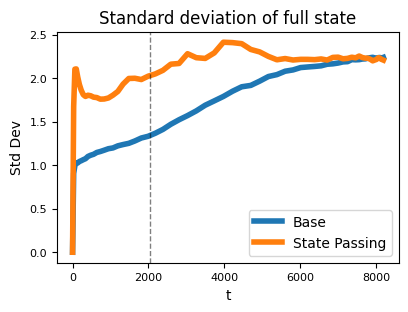 Standard deviation of full state
Std Dev
2.5
2.0
1.5
1.0
0.5
0.0
Base
State Passing
0 2000 4000 6000 8000
t